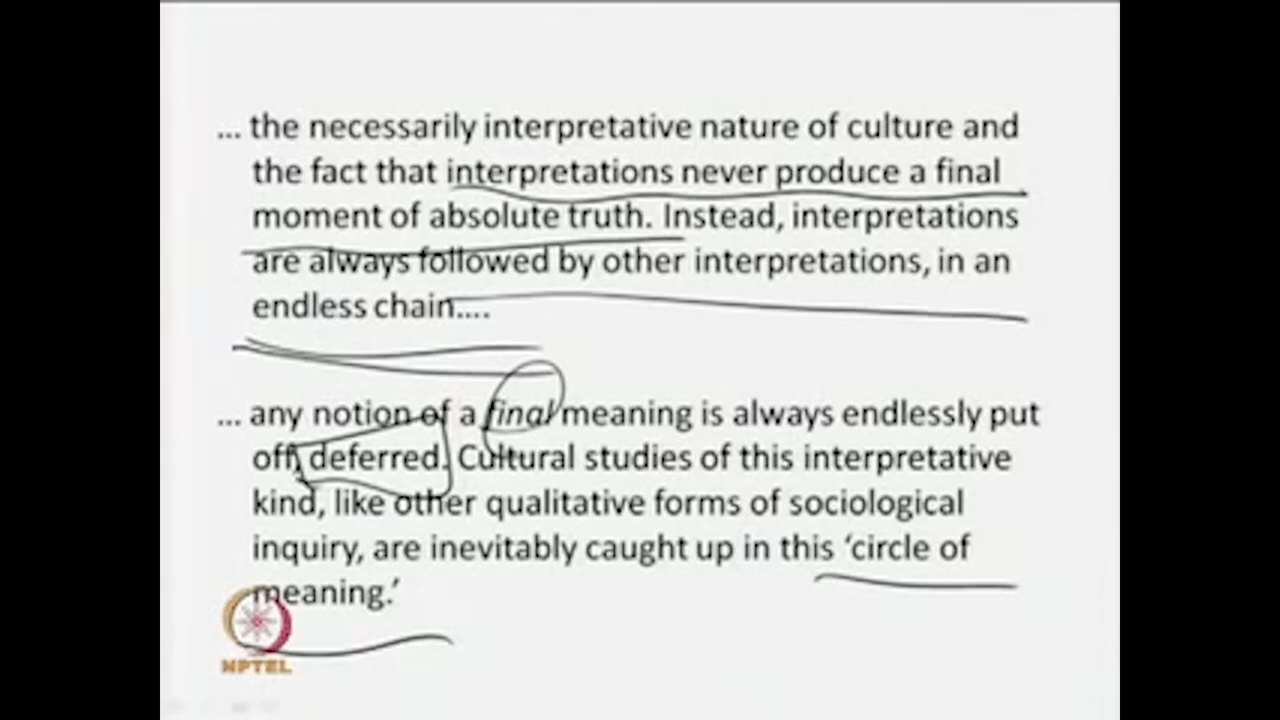 ... the necessarily interpretative nature of culture and
the fact that interpretations never produce a final
moment of absolute truth. Instead, interpretations
are always followed by other interpretations, in an
endless chain....
... any notion of a final meaning is always endlessly put
off, deferred. Cultural studies of this interpretative
kind, like other qualitative forms of sociological
inquiry, are inevitably caught up in this ‘circle of
meaning.’
NPTEL